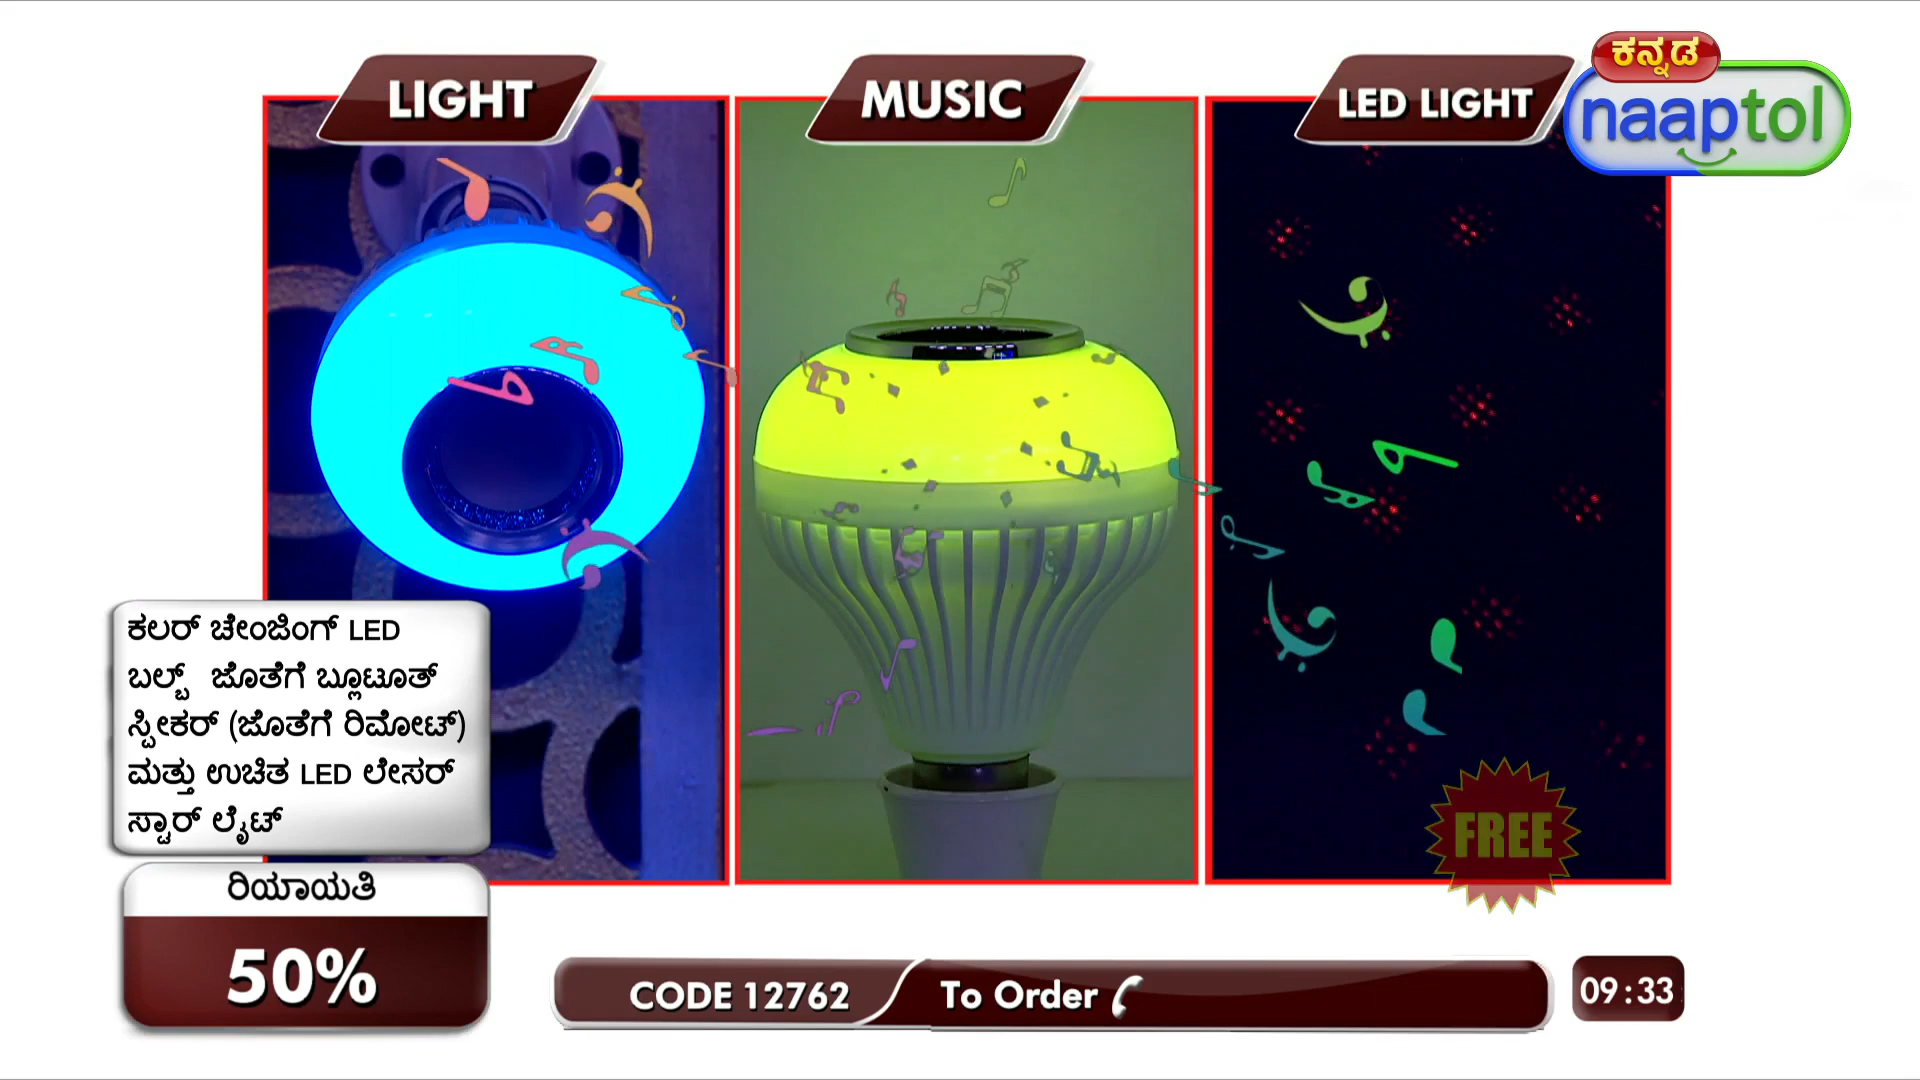 LIGHT
MUSIC
LED LIGHT
ಕನ್ನಡ
naaptol
ಕಲರ್ ಚೇಂಜಿಂಗ್ LED
ಬಲ್ಬ್ ಜೊತೆಗೆ ಬ್ಲೂಟೂತ್
ಸ್ಪೀಕರ್ (ಜೊತೆಗೆ ರಿಮೋಟ್)
ಮತ್ತು ಉಚಿತ LED ಲೇಸರ್
ಸ್ಟಾರ್ ಲೈಟ್
FREE
ರಿಯಾಯತಿ
50%
CODE 12762
To Order
09:33